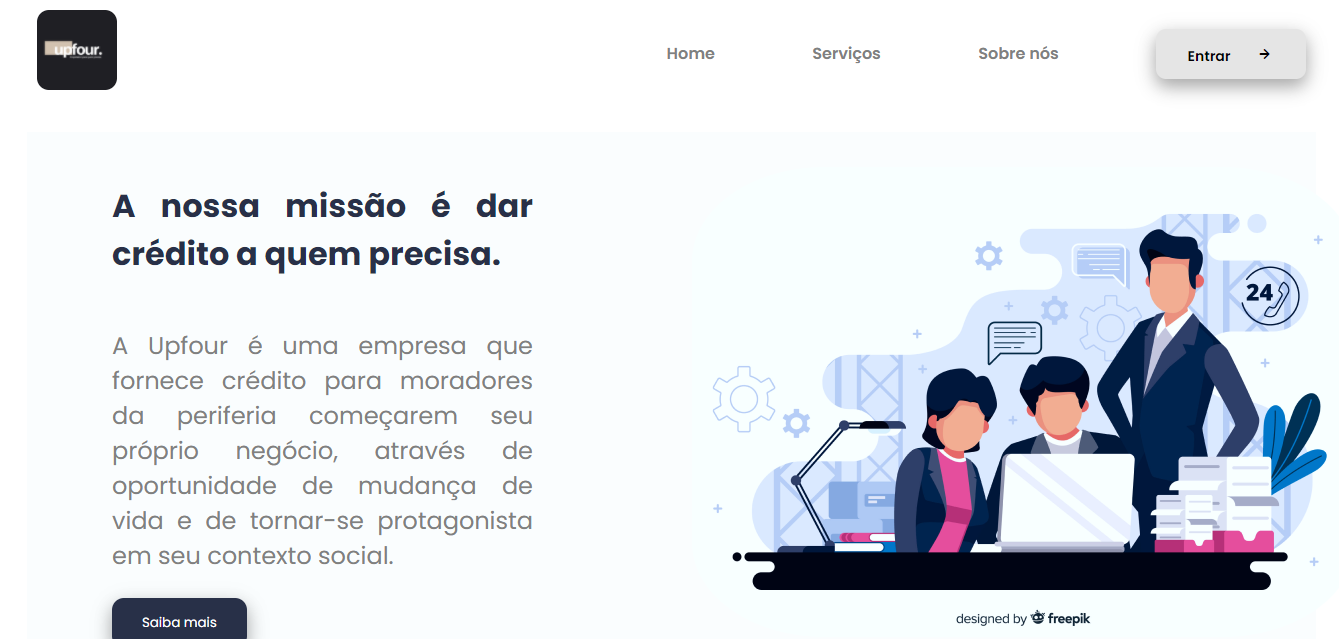 upfour.
Home
Serviços
Sobre nós
Entrar
A nossa missão é dar
crédito a quem precisa.
A Upfour é uma empresa que
fornece crédito para moradores
da periferia começarem seu
próprio negócio, através de
oportunidade de mudança de
vida e de tornar-se protagonista
em seu contexto social.
Saiba mais
24
designed by freepik